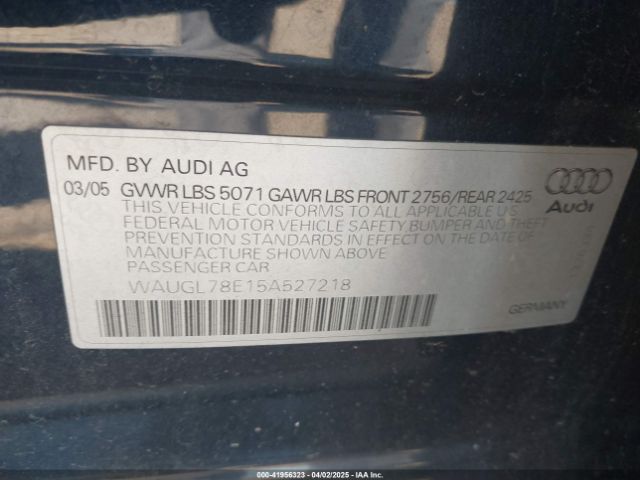 MFD. BY AUDI AG
03/05 GVWR LBS 5071 GAWR LBS FRONT 2756/REAR 2425
THIS VEHICLE CONFORMS TO ALL APPLICABLE US
FEDERAL MOTOR VEHICLE SAFETY BUMPER AND THEFT
PREVENTION STANDARDS IN EFFECT ON THE DATE OF
MANUFACTURE SHOWN ABOVE
PASSENGER CAR
WAUGL78E15A527218
Audi
GERMANY
000-41956323 - 04/02/2025 - IAA Inc.